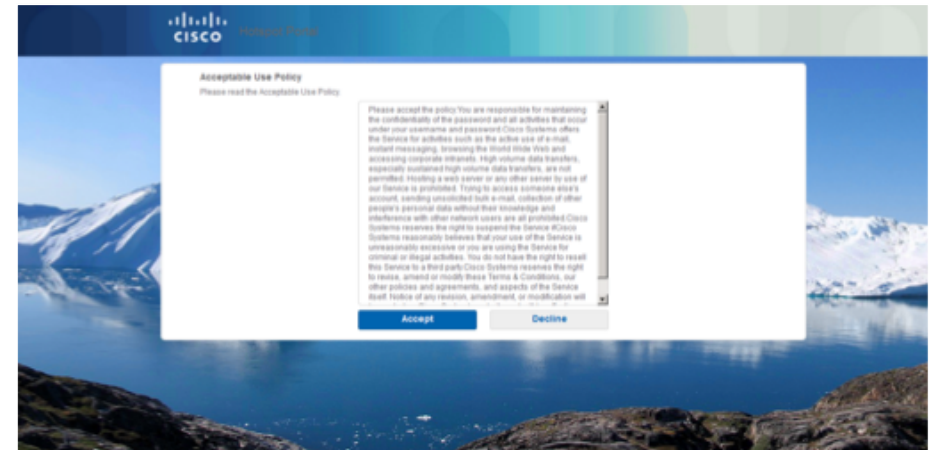 CISCO Hotspot Portal
Acceptable Use Policy
Please read the Acceptable Use Policy.
Please accept the policy You are responsible for maintaining
the confidentiality of the password and all activities that occur
under your username and password Cisco Systems offers
the Service for activities such as the active use of e-mail,
instant messaging, browsing the World Wide Web and
accessing corporate intranets. High volume data transfers,
especially sustained high volume data transfers, are not
permitted. Hosting a web server or any other server by use of
our Service is prohibited. Trying to access someone else's
account, sending unsolicited bulk e-mail, collection of other
people's personal data without their knowledge and
interference with other network users are all prohibited Cisco
Systems reserves the right to suspend the Service if Cisco
Systems reasonably believes that your use of the Service is
unreasonably excessive or you are using the Service for
criminal or illegal activities. You do not have the right to resell
this Service to a third party Cisco Systems reserves the right
to revise, amend or modify these Terms & Conditions, our
other policies and agreements, and aspects of the Service
itself. Notice of any revision, amendment, or modification will
Accept Decline